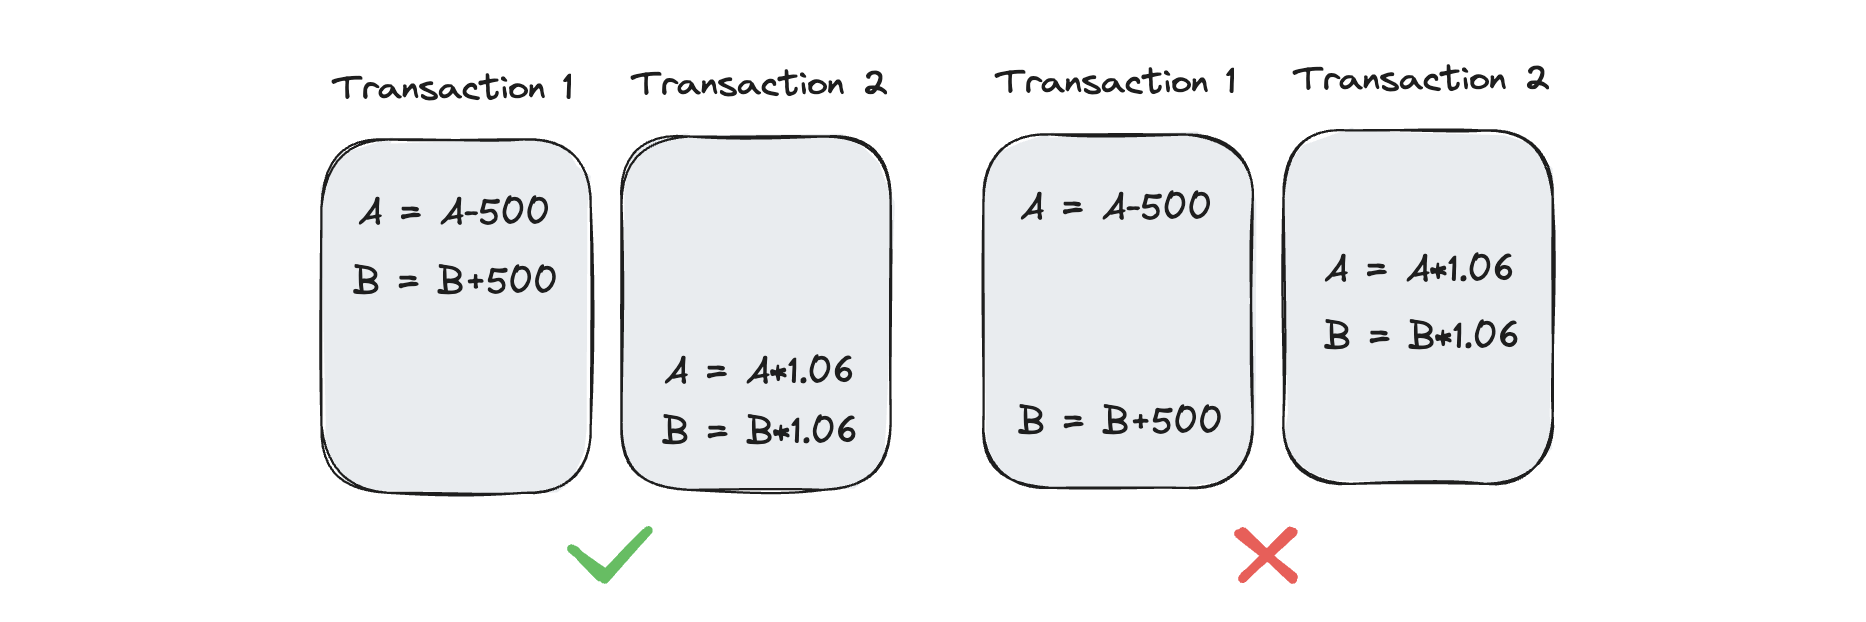 Transaction 1
A = A-500
B = B+500
Transaction 2
A = A*1.06
B = B*1.06
Transaction 1
A = A-500
B = B+500
Transaction 2
A = A*1.06
B = B*1.06